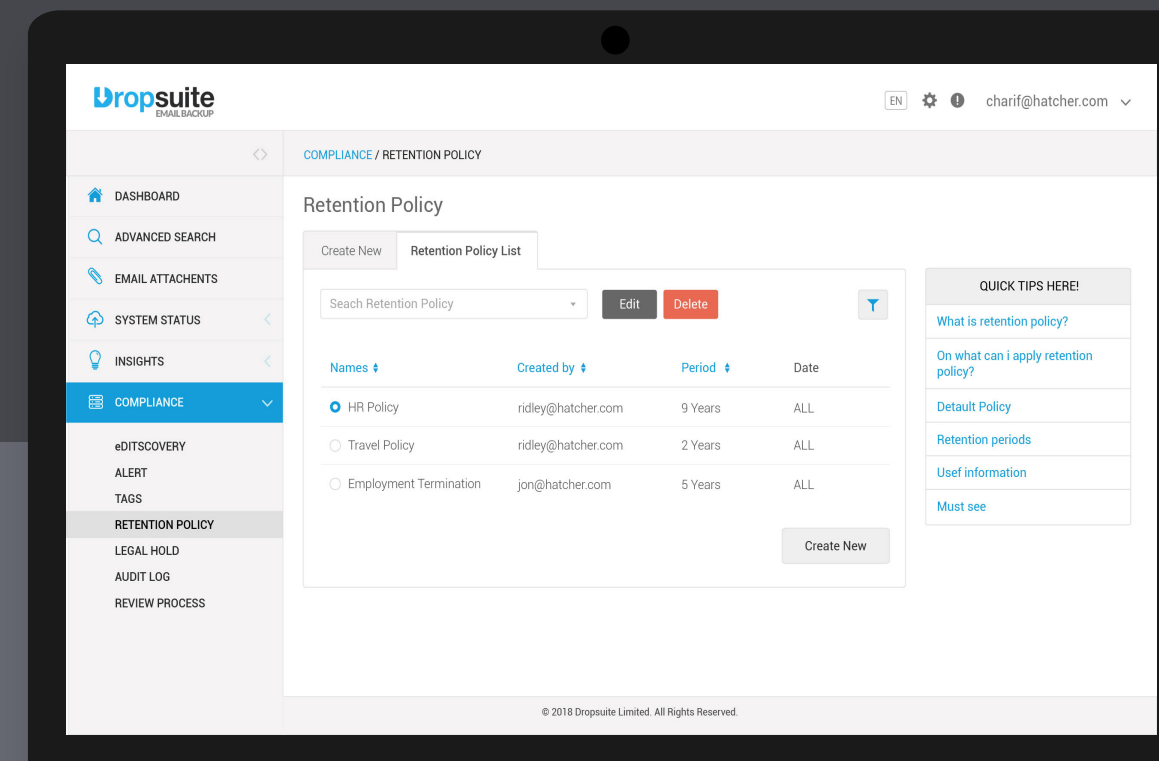 Dropsuite
EMAIL BACKUP
EN
charif@hatcher.com
COMPLIANCE / RETENTION POLICY
DASHBOARD
ADVANCED SEARCH
EMAIL ATTACHENTS
SYSTEM STATUS
INSIGHTS
COMPLIANCE
eDITSCOVERY
ALERT
TAGS
RETENTION POLICY
LEGAL HOLD
AUDIT LOG
REVIEW PROCESS
Retention Policy
Create New Retention Policy List
Seach Retention Policy Edit Delete
Names Created by Period Date
HR Policy ridley@hatcher.com 9 Years ALL
Travel Policy ridley@hatcher.com 2 Years ALL
Employment Termination jon@hatcher.com 5 Years ALL
Create New
QUICK TIPS HERE!
What is retention policy?
On what can i apply retention
policy?
Detault Policy
Retention periods
Usef information
Must see
© 2018 Dropsuite Limited. All Rights Reserved.